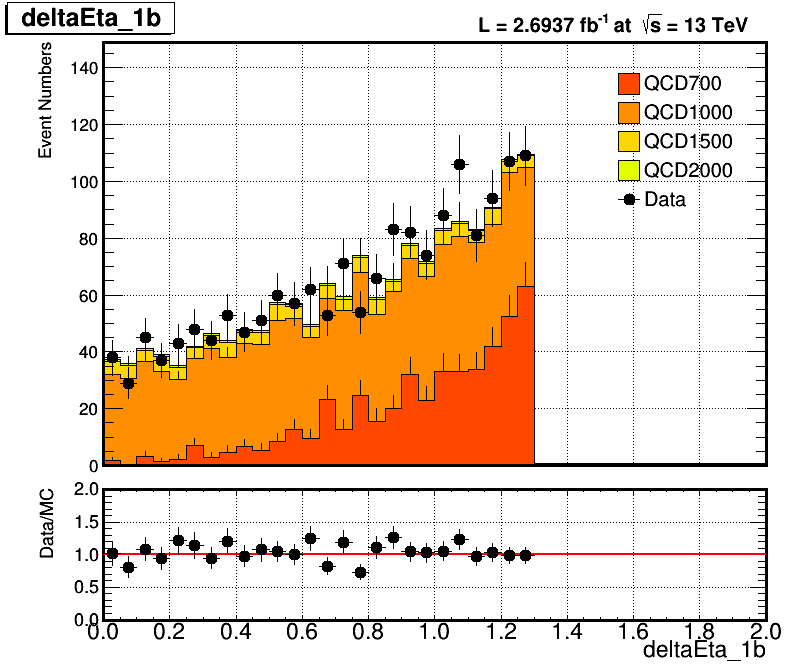 deltaEta_1b
L = 2.6937 fb⁻¹ at √s = 13 TeV
Event Numbers
140
120
100
80
60
40
20
0
QCD700
QCD1000
QCD1500
QCD2000
Data
Data/MC
2.0
1.5
1.0
0.5
0.0
0.0 0.2 0.4 0.6 0.8 1.0 1.2 1.4 1.6 1.8 2.0
deltaEta_1b